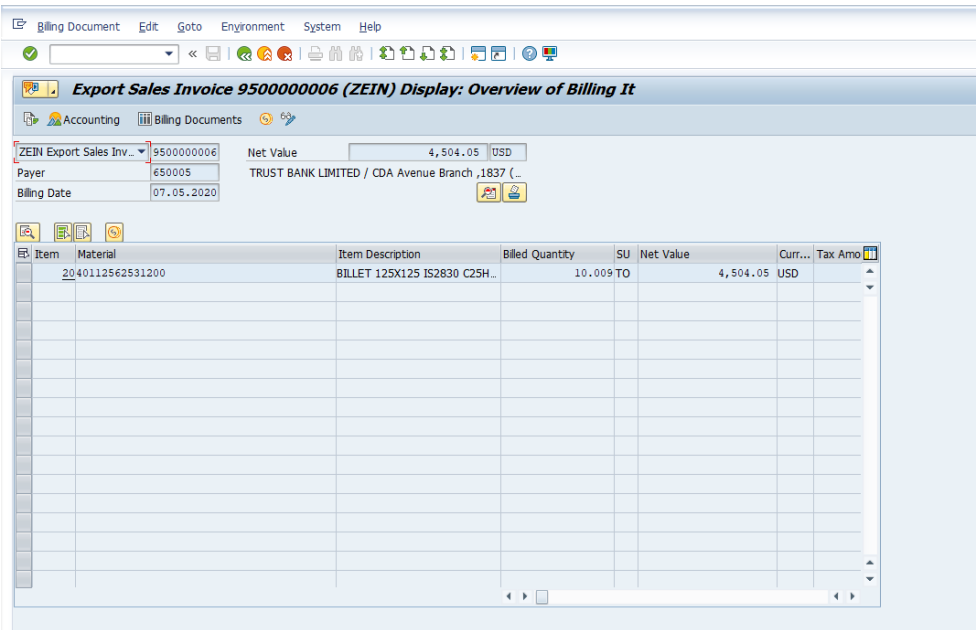 Billing Document Edit Goto Environment System Help
Export Sales Invoice 9500000006 (ZEIN) Display: Overview of Billing It
Accounting Billing Documents
ZEIN Export Sales Inv... 9500000006 Net Value 4,504.05 USD
Payer 650005 TRUST BANK LIMITED / CDA Avenue Branch ,1837 (...
Billing Date 07.05.2020
Item Material Item Description Billed Quantity SU Net Value Curr... Tax Amo
20 40112562531200 BILLET 125X125 IS2830 C25H... 10.009 TO 4,504.05 USD